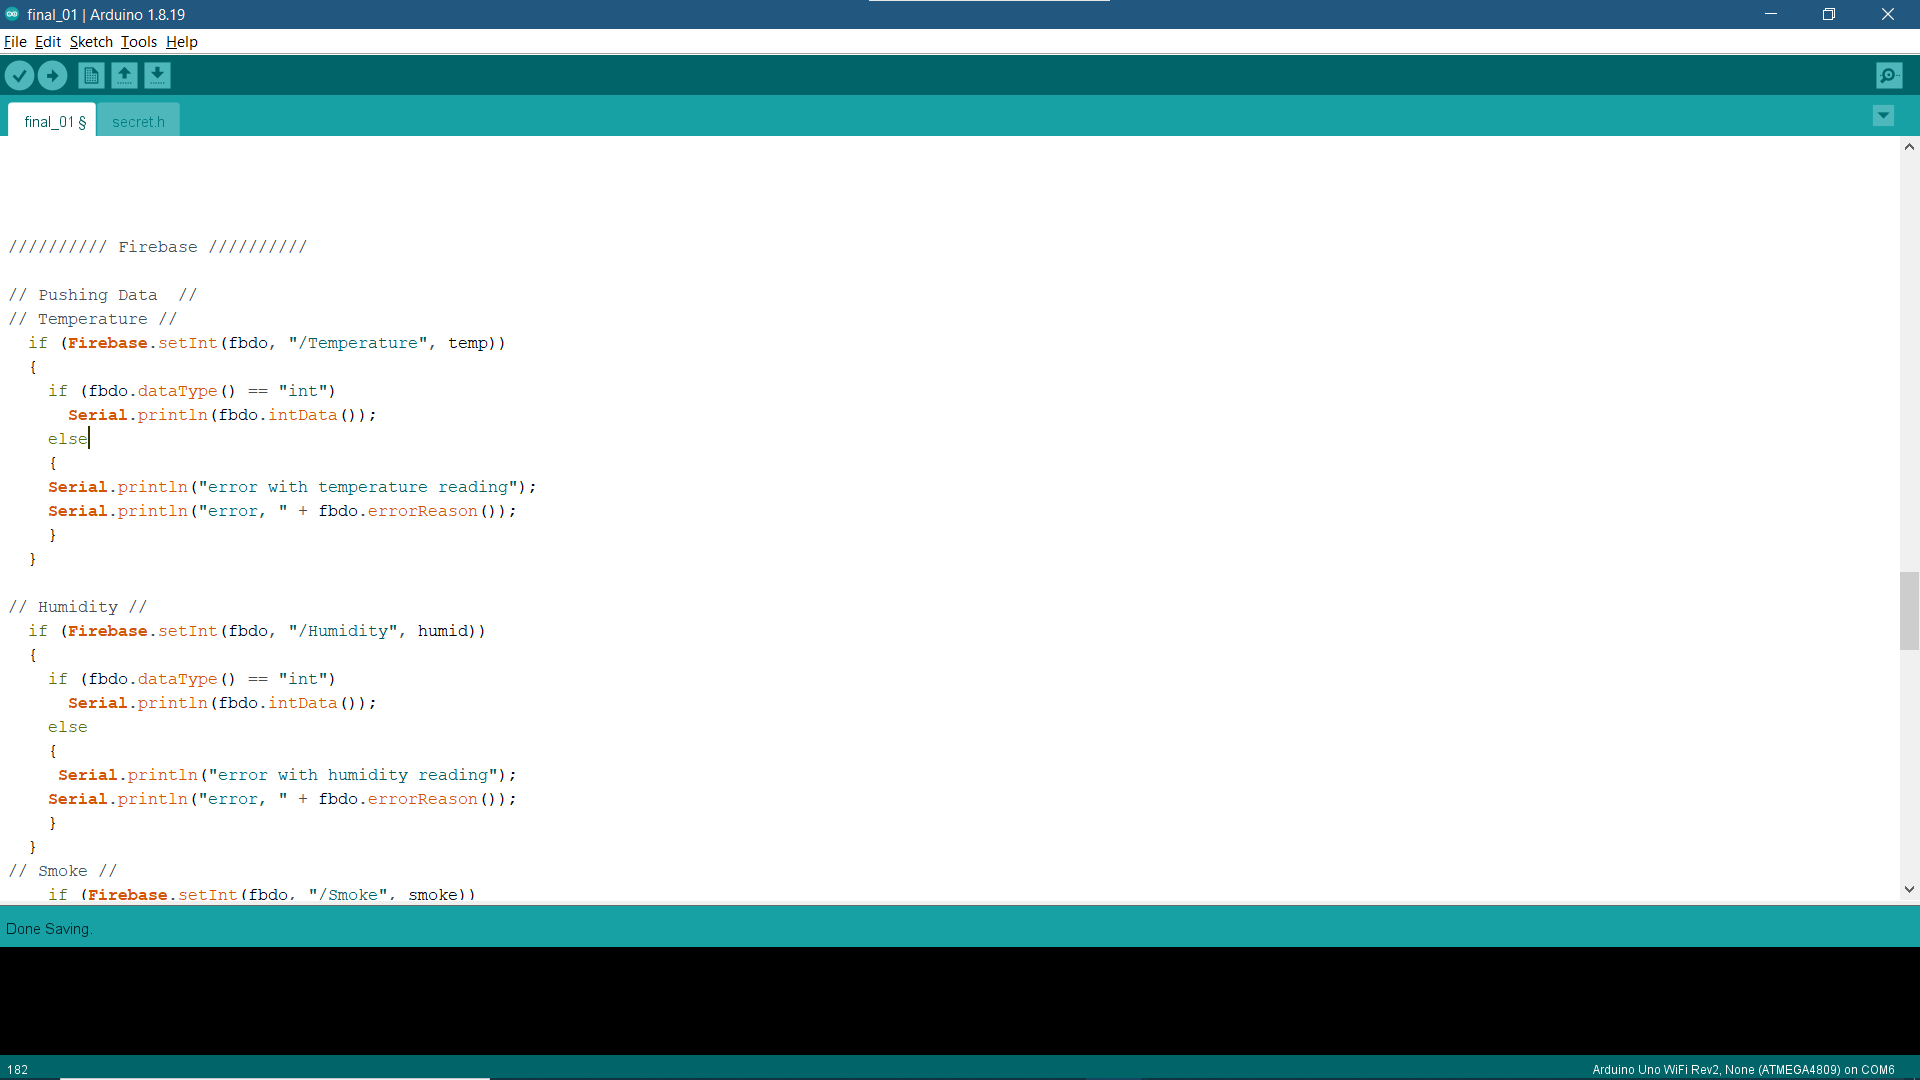 final_01 | Arduino 1.8.19
File Edit Sketch Tools Help
final_01 § secret.h
////////// Firebase //////////
// Pushing Data  //
// Temperature //
if (Firebase.setInt(fbdo, "/Temperature", temp))
{
if (fbdo.dataType() == "int")
Serial.println(fbdo.intData());
else
{
Serial.println("error with temperature reading");
Serial.println("error, " + fbdo.errorReason());
}
}
// Humidity //
if (Firebase.setInt(fbdo, "/Humidity", humid))
{
if (fbdo.dataType() == "int")
Serial.println(fbdo.intData());
else
{
Serial.println("error with humidity reading");
Serial.println("error, " + fbdo.errorReason());
}
}
// Smoke //
if (Firebase.setInt(fbdo, "/Smoke", smoke))
Done Saving.
182
Arduino Uno WiFi Rev2, None (ATMEGA4809) on COM6